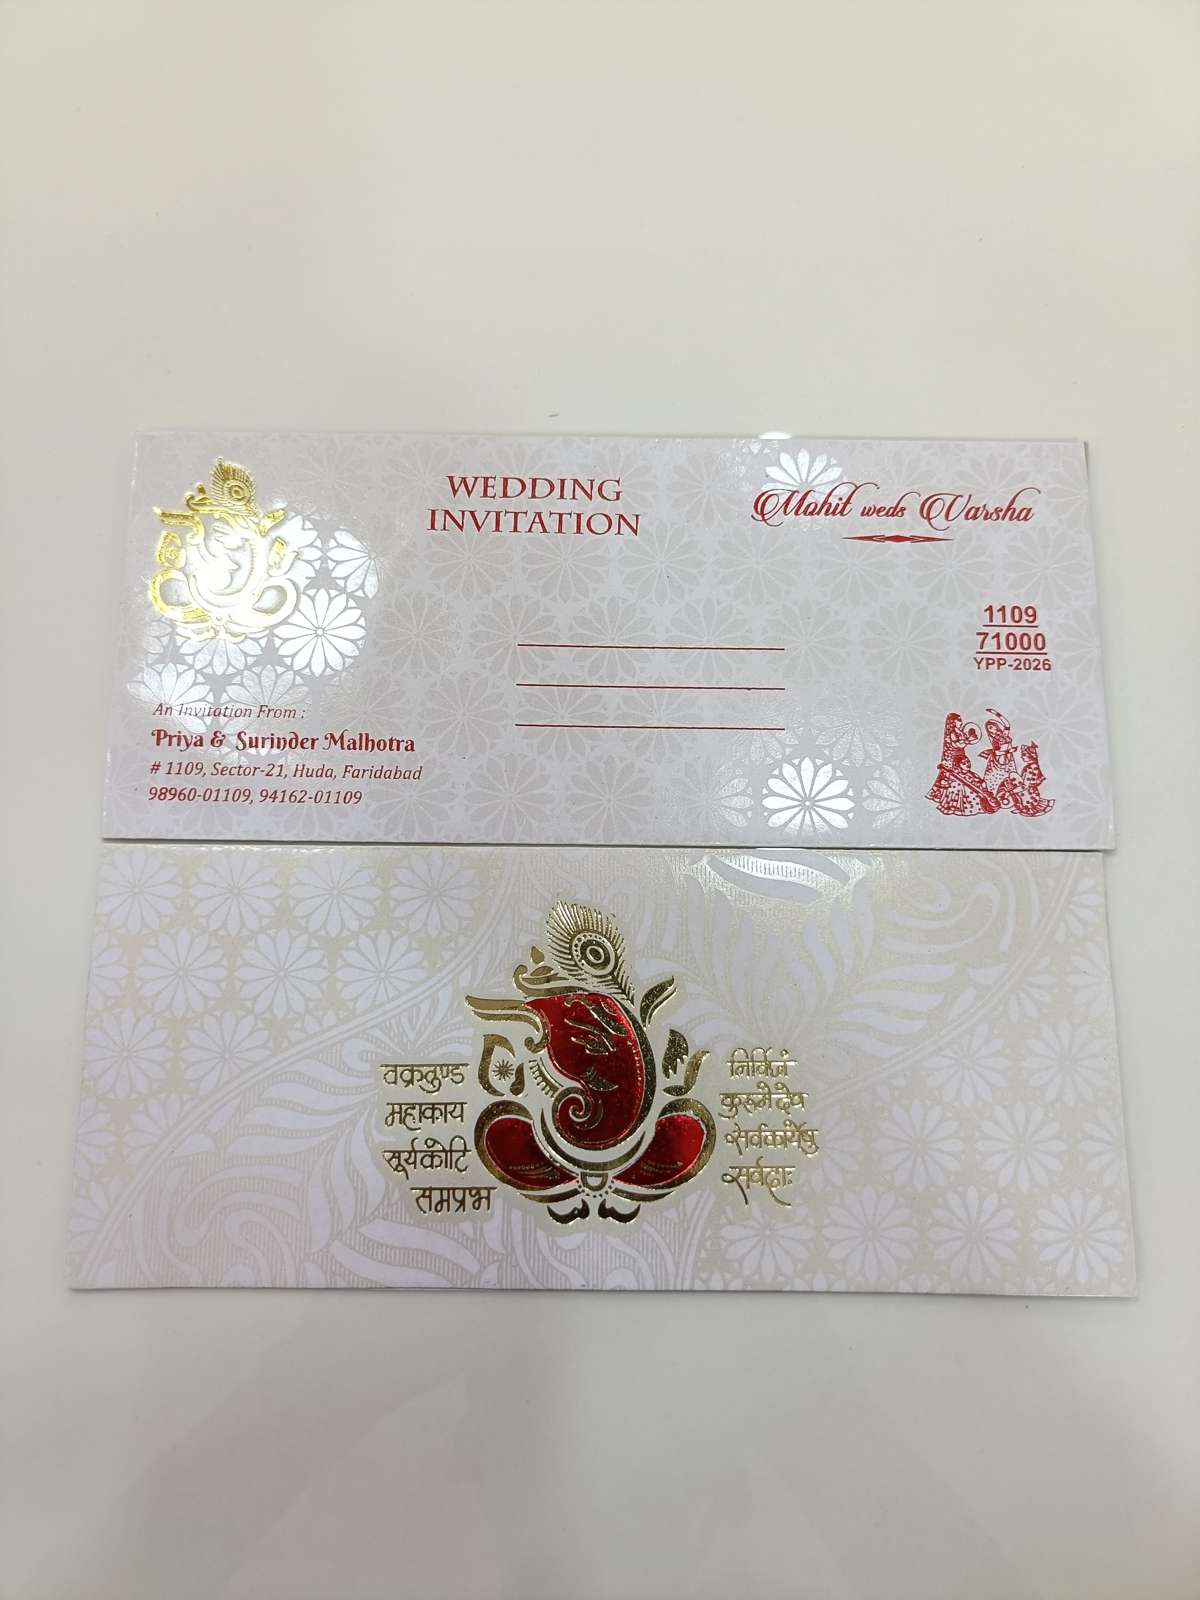 WEDDING
INVITATION
Mohit weds Varsha
1109
71000
YPP-2026
An Invitation From :
Priya & Surinder Malhotra
# 1109, Sector-21, Huda, Faridabad
98960-01109, 94162-01109
वक्रतुण्ड
महाकाय
सूर्यकोटि
समप्रभ
निर्विघ्नं
कुरूमेदेव
सर्वकार्येषु
सर्वदाः